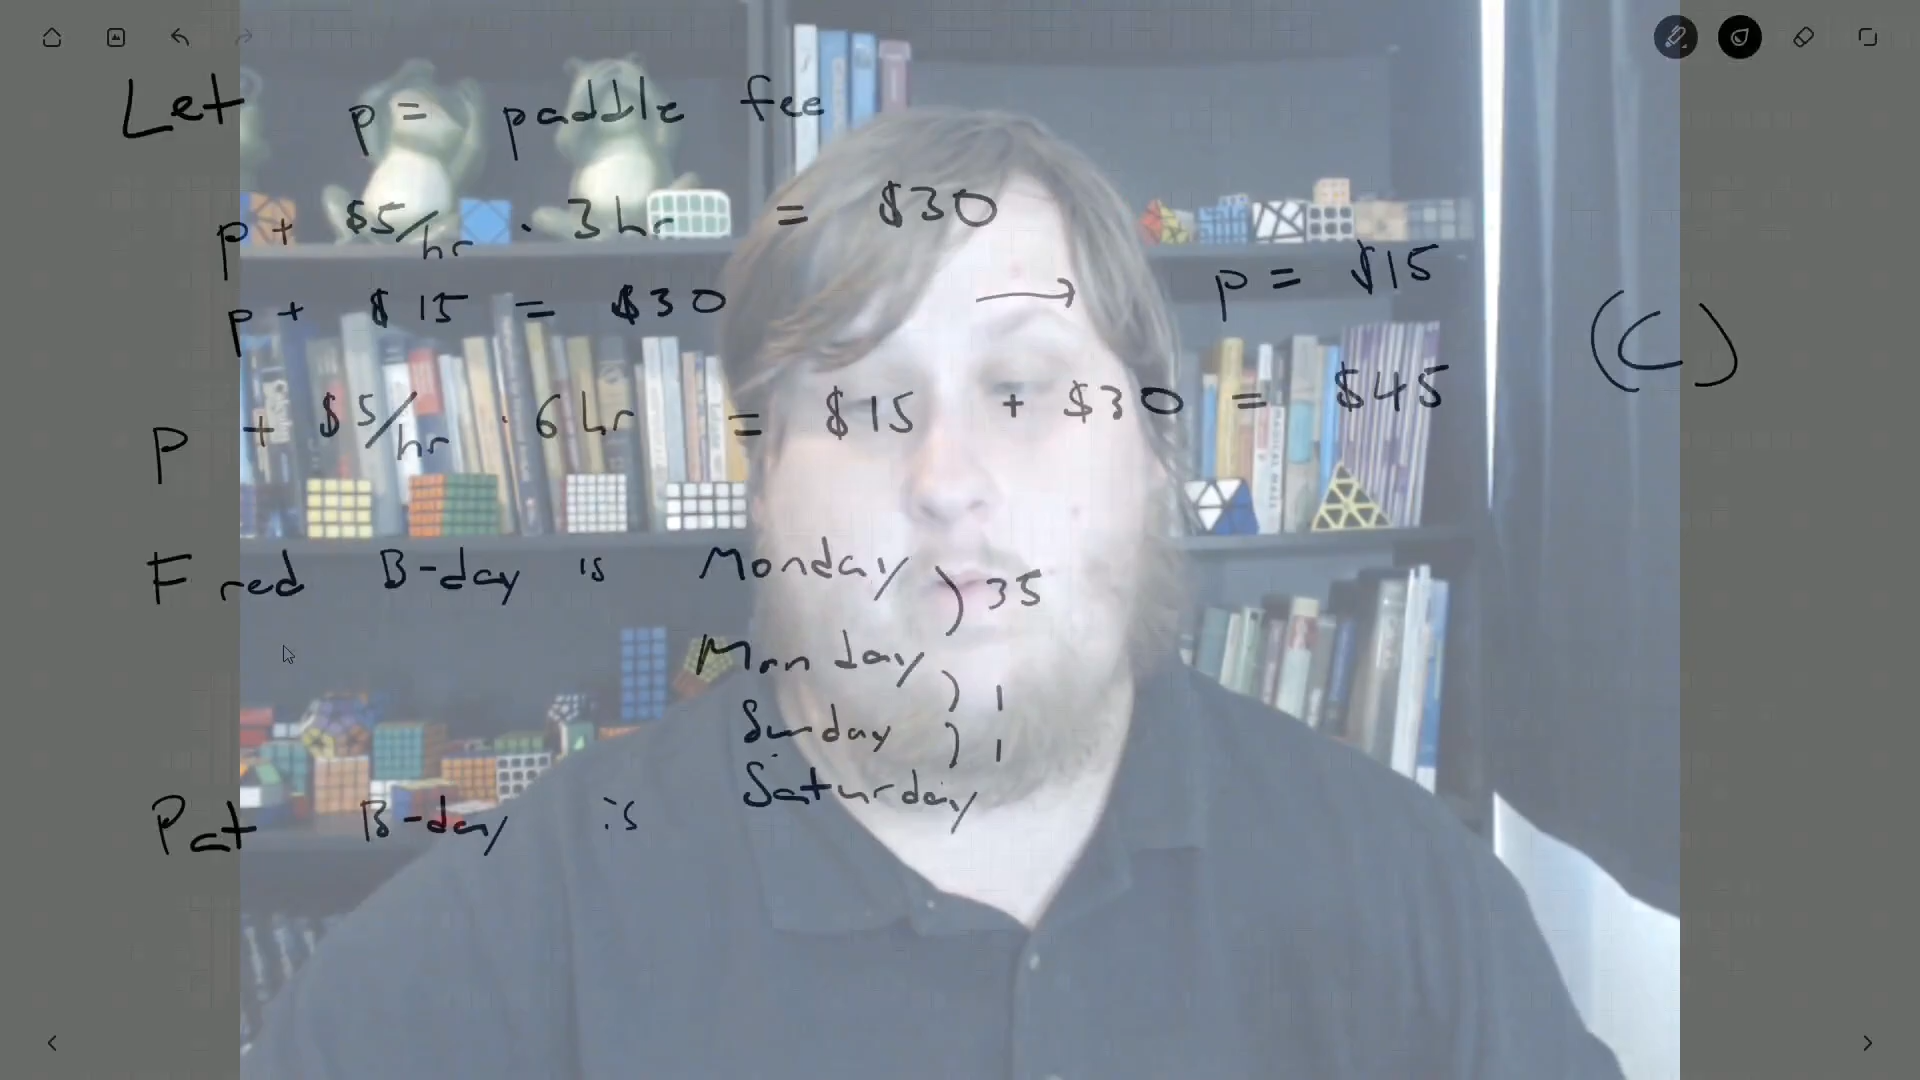 Let p = paddle fee
p + $5/hr · 3 hr = $30
p + $15 = $30 → p = $15
(C)
p + $5/hr · 6 hr = $15 + $30 = $45
Fred B-day is Monday
) 35
Monday
) 1
Sunday
) 1
Saturday
Pat B-day is